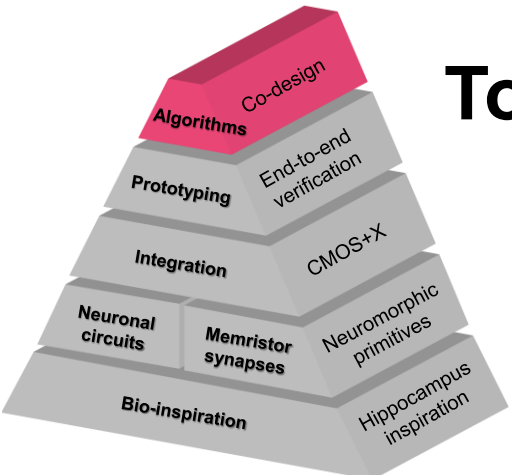 Co-design
Algorithms
End-to-end
verification
Prototyping
CMOS+X
Integration
Neuronal
circuits
Memristor
synapses
Neuromorphic
primitives
Bio-inspiration
Hippocampus
inspiration